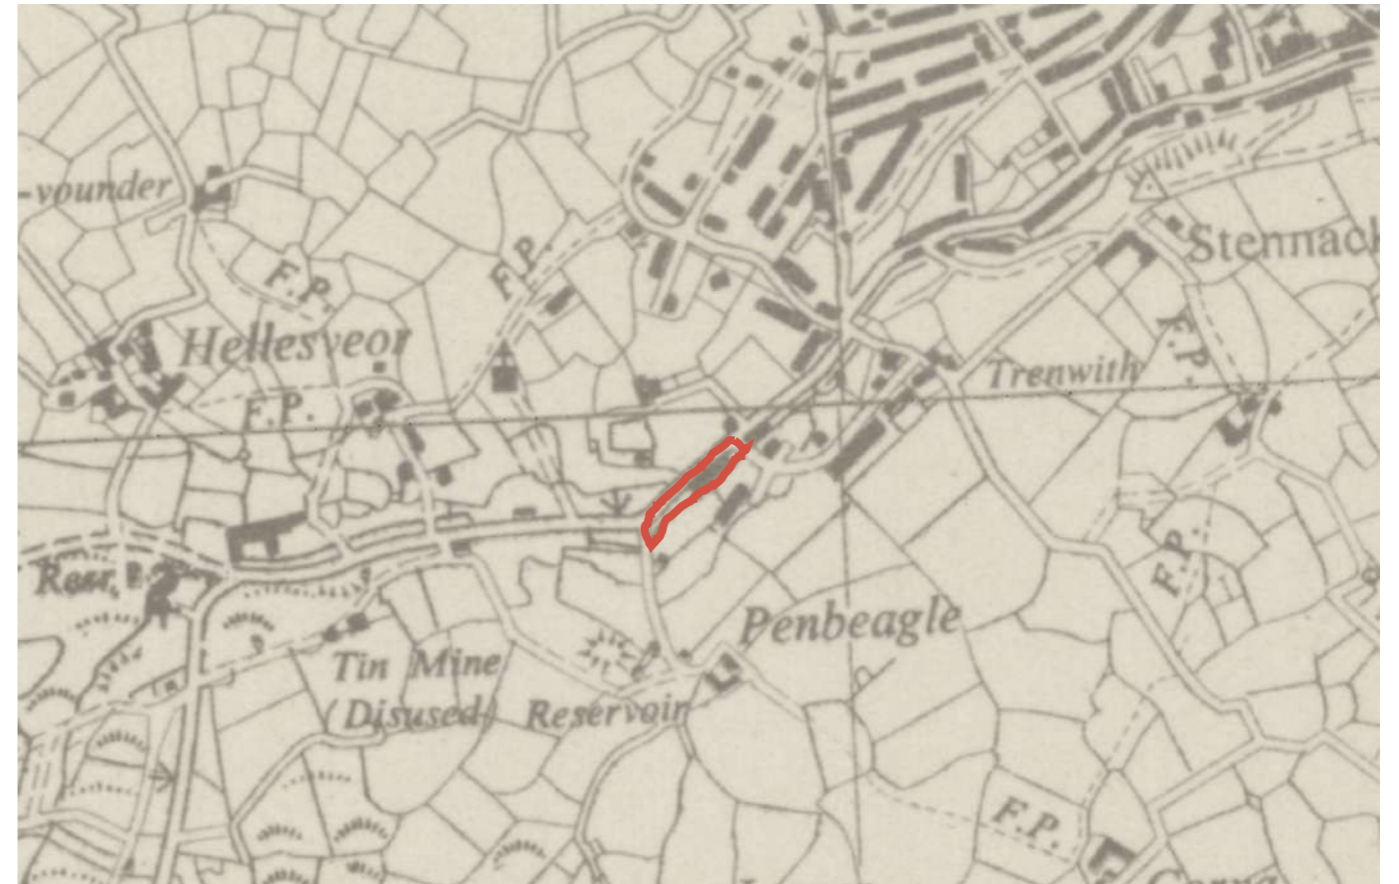 -vounder
Stennack
F.P.
F.P.
Hellesveor
F.P.
Trenwith
F.P.
Resr.
F.P.
Penbeagle
Tin Mine
(Disused)
Reservoir
F.P.